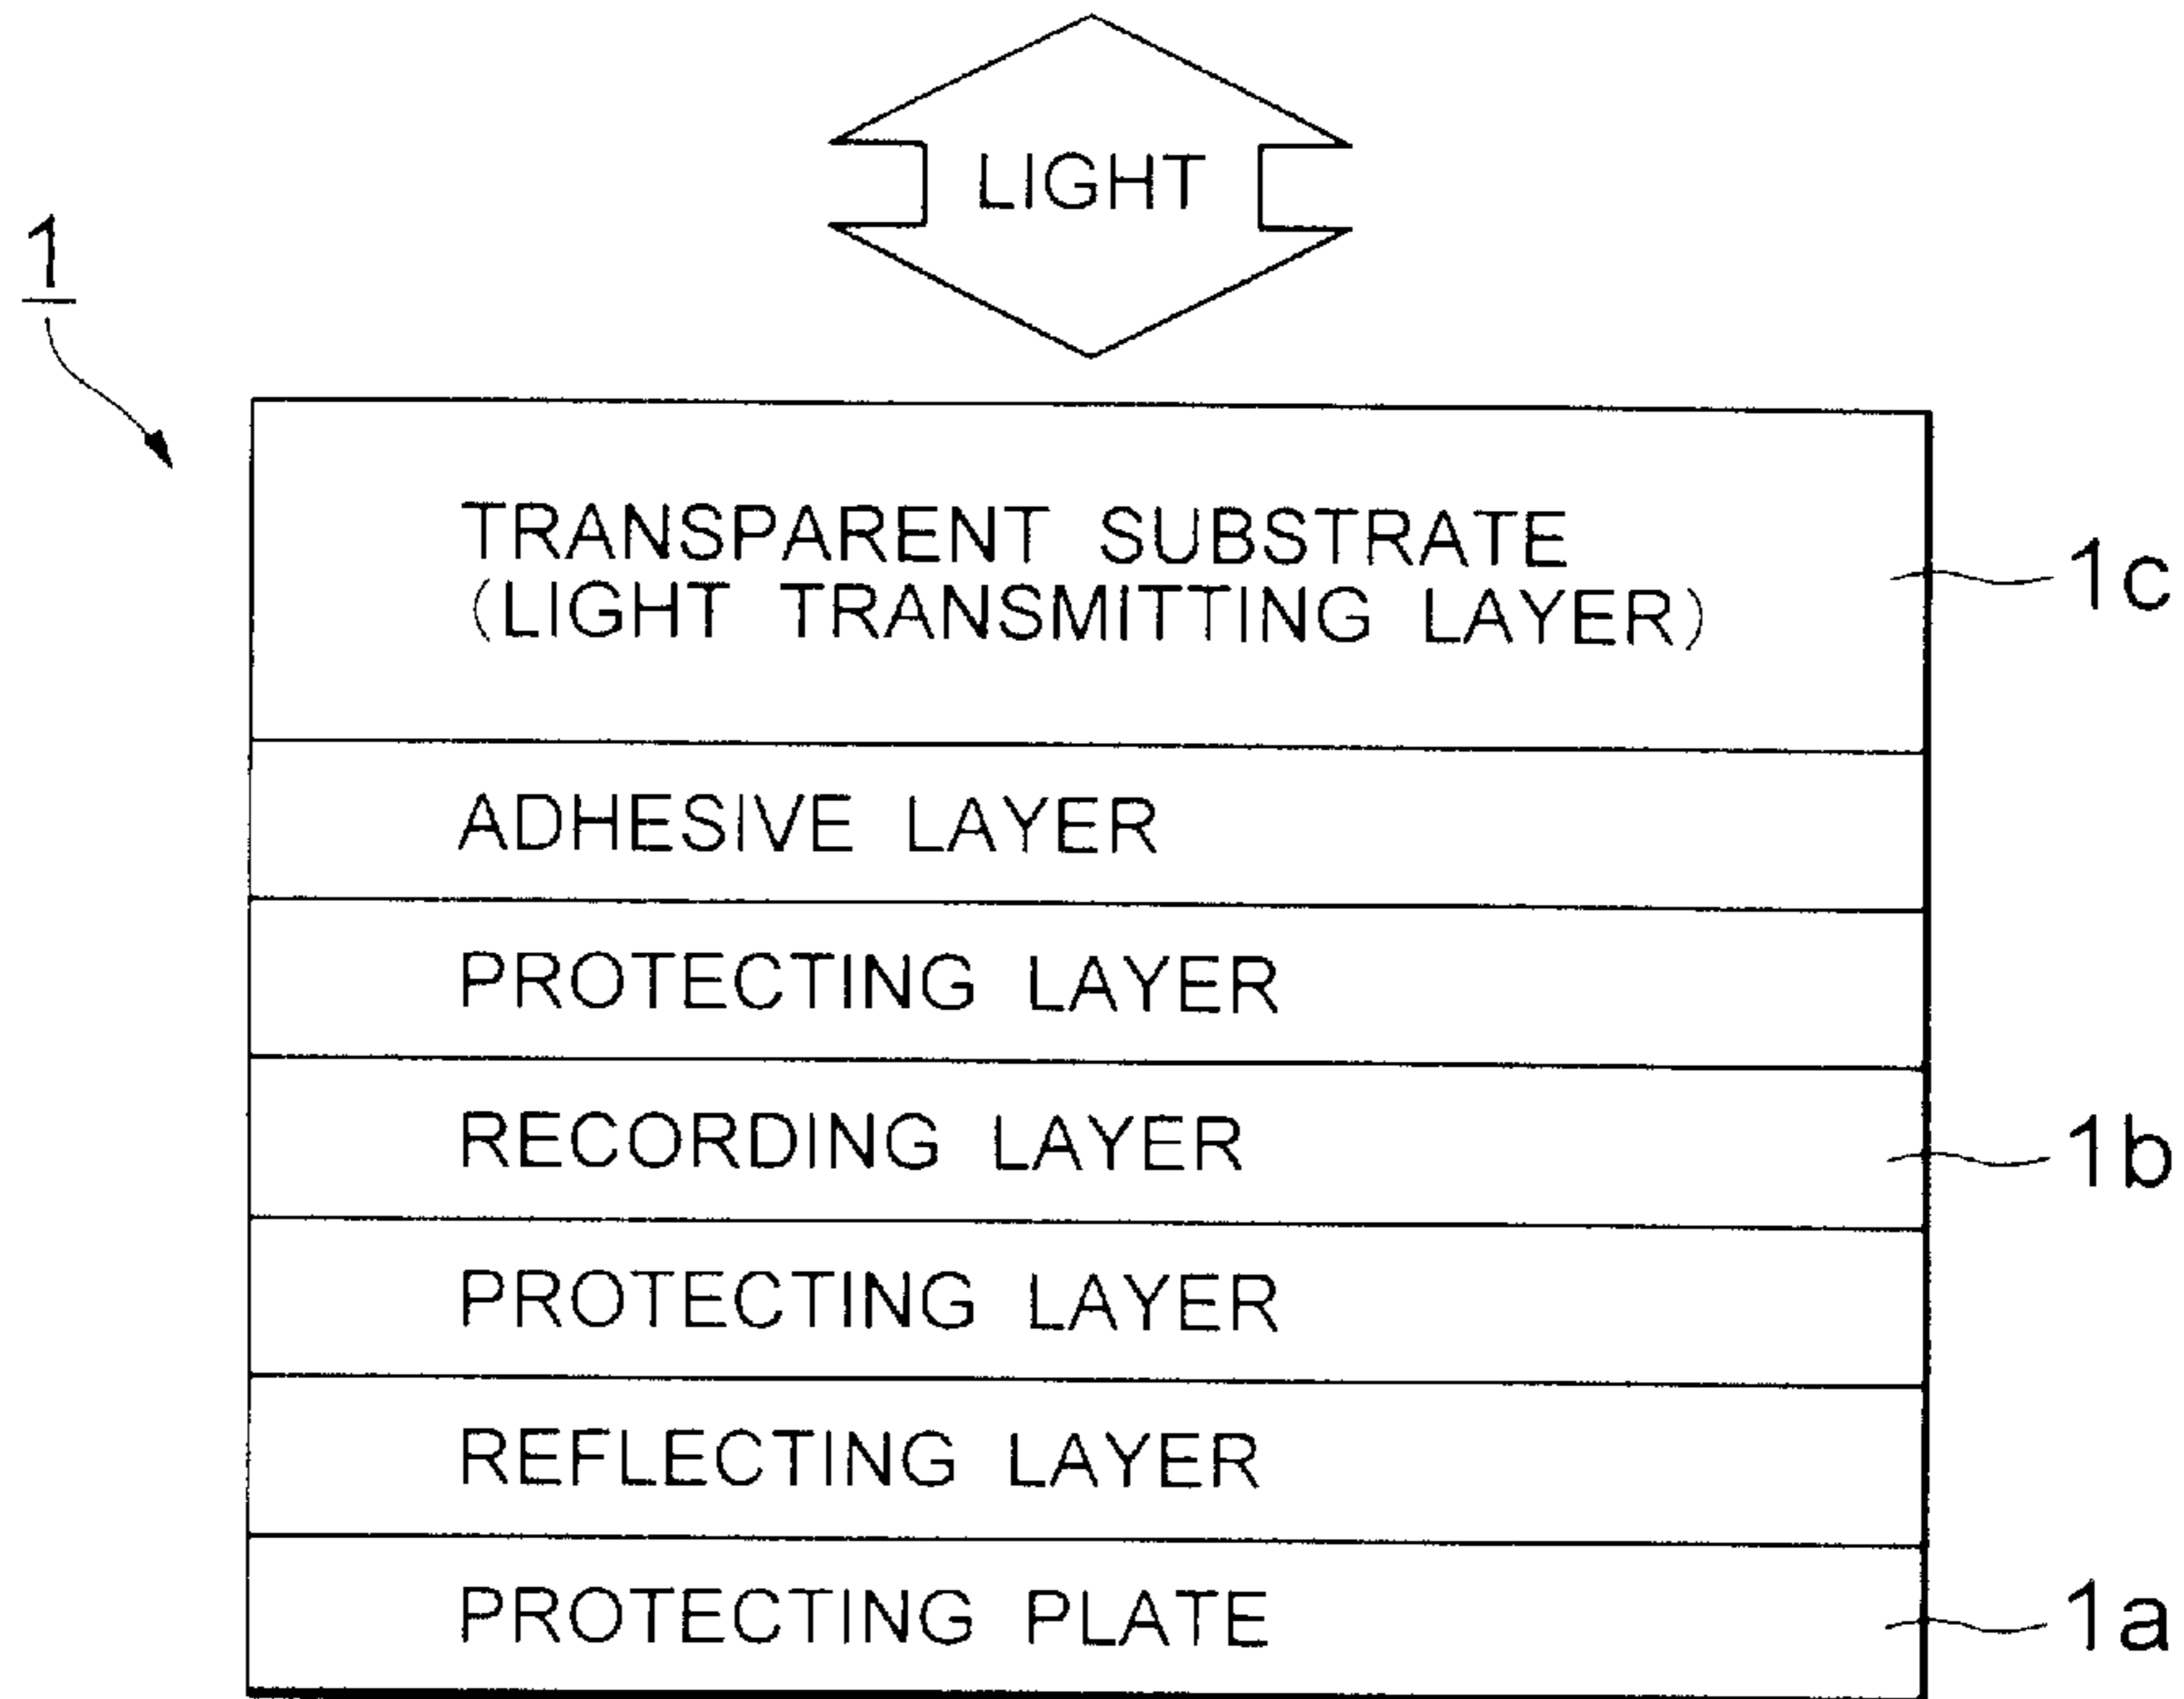 LIGHT
1
TRANSPARENT SUBSTRATE
(LIGHT TRANSMITTING LAYER)
1c
ADHESIVE LAYER
PROTECTING LAYER
RECORDING LAYER
1b
PROTECTING LAYER
REFLECTING LAYER
PROTECTING PLATE
1a